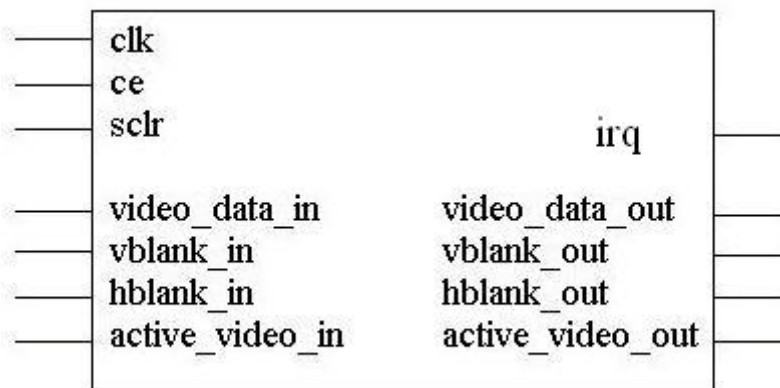 clk
ce
sclr
irq
video_data_in
video_data_out
vblank_in
vblank_out
hblank_in
hblank_out
active_video_in
active_video_out